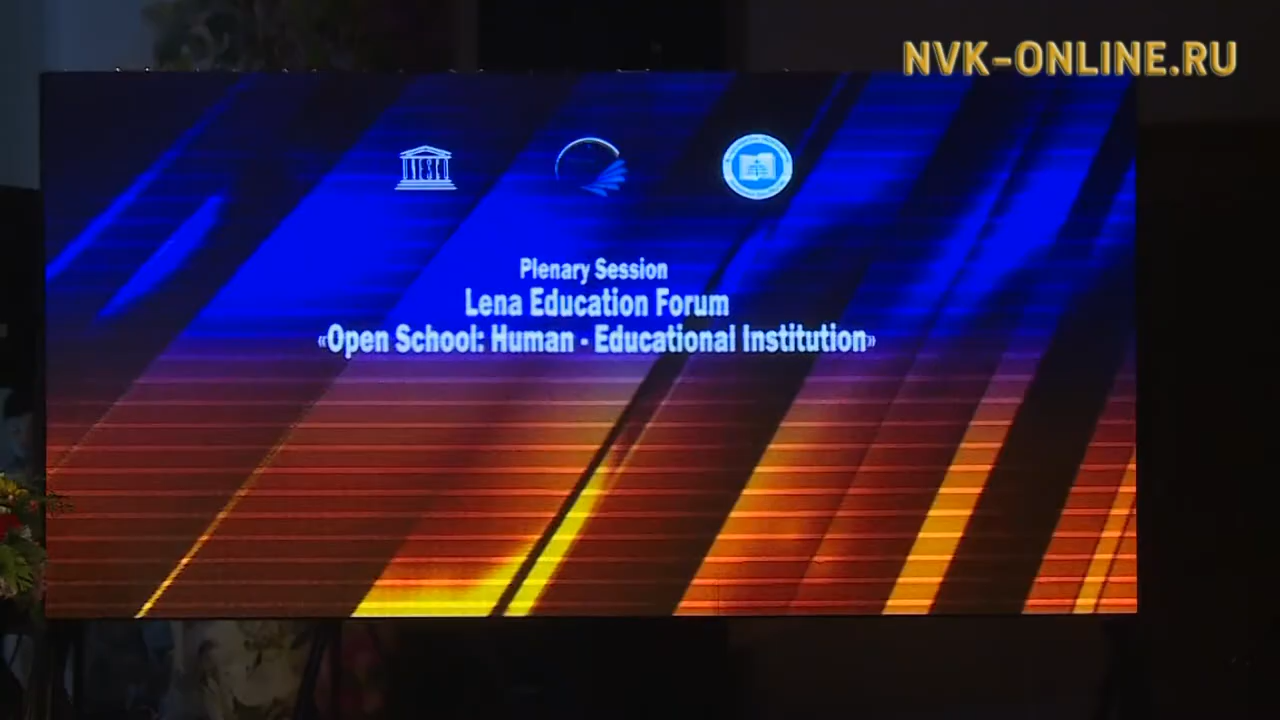 NVK-ONLINE.RU
Plenary Session
Lena Education Forum
«Open School: Human - Educational Institution»